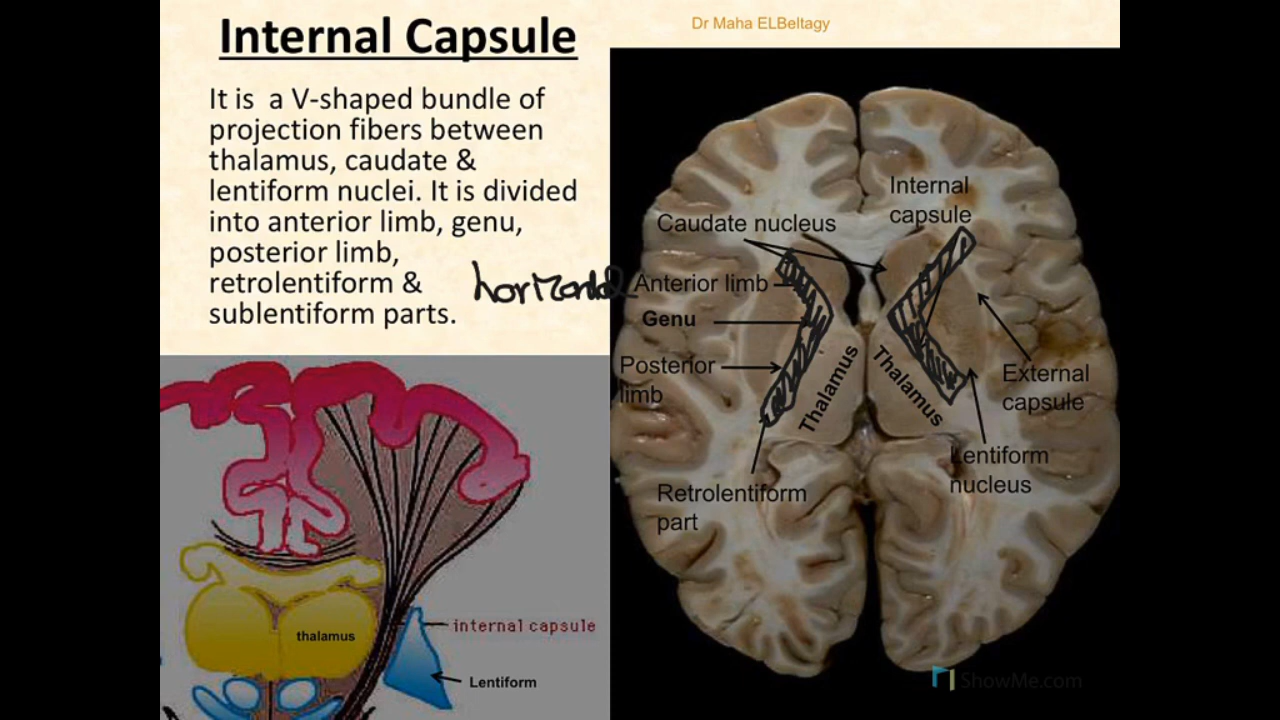 Internal Capsule
Dr Maha ELBeltagy
It is a V-shaped bundle of
projection fibers between
thalamus, caudate &
lentiform nuclei. It is divided
into anterior limb, genu,
posterior limb,
retrolentiform &
sublentiform parts.
horizontal
Internal
capsule
Caudate nucleus
Anterior limb
Genu
Posterior
limb
Thalamus
Thalamus
External
capsule
Lentiform
nucleus
Retrolentiform
part
thalamus
internal capsule
Lentiform
ShowMe.com